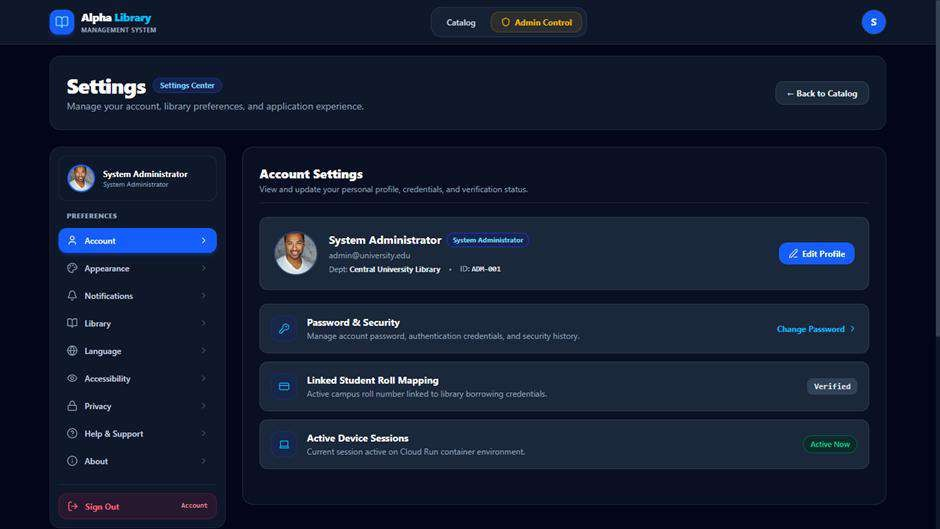 Alpha Library
MANAGEMENT SYSTEM
Catalog
Admin Control
S
Settings
Settings Center
Manage your account, library preferences, and application experience.
← Back to Catalog
System Administrator
System Administrator
PREFERENCES
Account
Appearance
Notifications
Library
Language
Accessibility
Privacy
Help & Support
About
Sign Out
Account
Account Settings
View and update your personal profile, credentials, and verification status.
System Administrator
System Administrator
admin@university.edu
Dept: Central University Library • ID: ADM-001
Edit Profile
Password & Security
Manage account password, authentication credentials, and security history.
Change Password
Linked Student Roll Mapping
Active campus roll number linked to library borrowing credentials.
Verified
Active Device Sessions
Current session active on Cloud Run container environment.
Active Now